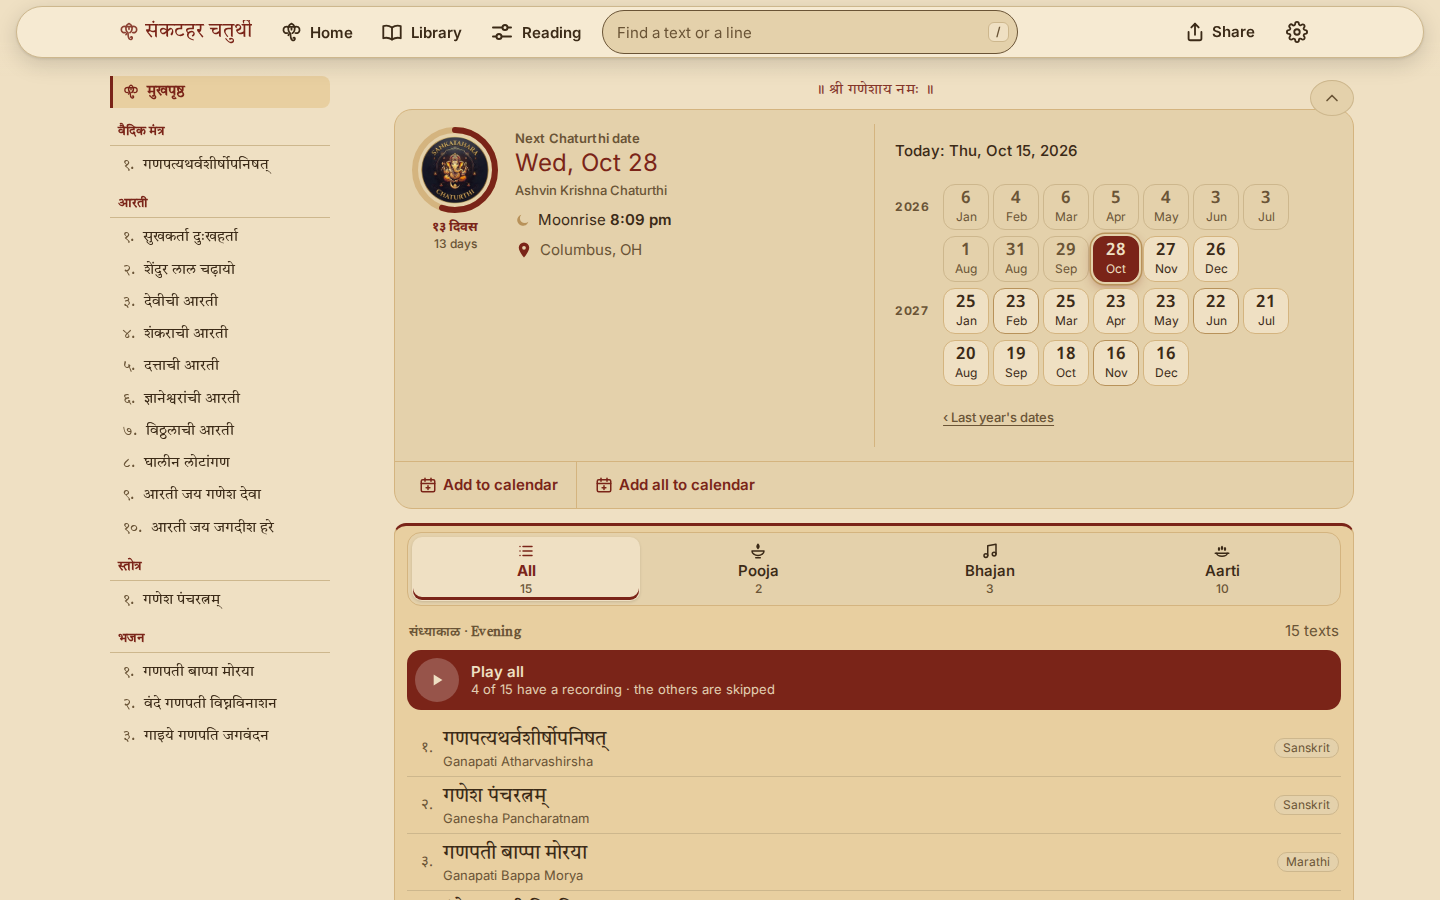 संकटहर चतुर्थी
Home
Library
Reading
Find a text or a line
/
Share
मुखपृष्ठ
वैदिक मंत्र
१. गणपत्यथर्वशीर्षोपनिषत्
आरती
१. सुखकर्ता दुःखहर्ता
२. शेंदुर लाल चढ़ायो
३. देवीची आरती
४. शंकराची आरती
५. दत्ताची आरती
६. ज्ञानेश्वरांची आरती
७. विठ्ठलाची आरती
८. घालीन लोटांगण
९. आरती जय गणेश देवा
१०. आरती जय जगदीश हरे
स्तोत्र
१. गणेश पंचरत्नम्
भजन
१. गणपती बाप्पा मोरया
२. वंदे गणपती विघ्नविनाशन
३. गाइये गणपति जगवंदन
॥ श्री गणेशाय नमः ॥
SANKATAHARA
CHATURTHI
१३ दिवस
13 days
Next Chaturthi date
Wed, Oct 28
Ashvin Krishna Chaturthi
Moonrise 8:09 pm
Columbus, OH
Today: Thu, Oct 15, 2026
2026
6 Jan
4 Feb
6 Mar
5 Apr
4 May
3 Jun
3 Jul
1 Aug
31 Aug
29 Sep
28 Oct
27 Nov
26 Dec
2027
25 Jan
23 Feb
25 Mar
23 Apr
23 May
22 Jun
21 Jul
20 Aug
19 Sep
18 Oct
16 Nov
16 Dec
‹ Last year's dates
Add to calendar
Add all to calendar
All
15
Pooja
2
Bhajan
3
Aarti
10
संध्याकाळ · Evening
15 texts
Play all
4 of 15 have a recording · the others are skipped
१. गणपत्यथर्वशीर्षोपनिषत्
Ganapati Atharvashirsha
Sanskrit
२. गणेश पंचरत्नम्
Ganesha Pancharatnam
Sanskrit
३. गणपती बाप्पा मोरया
Ganapati Bappa Morya
Marathi